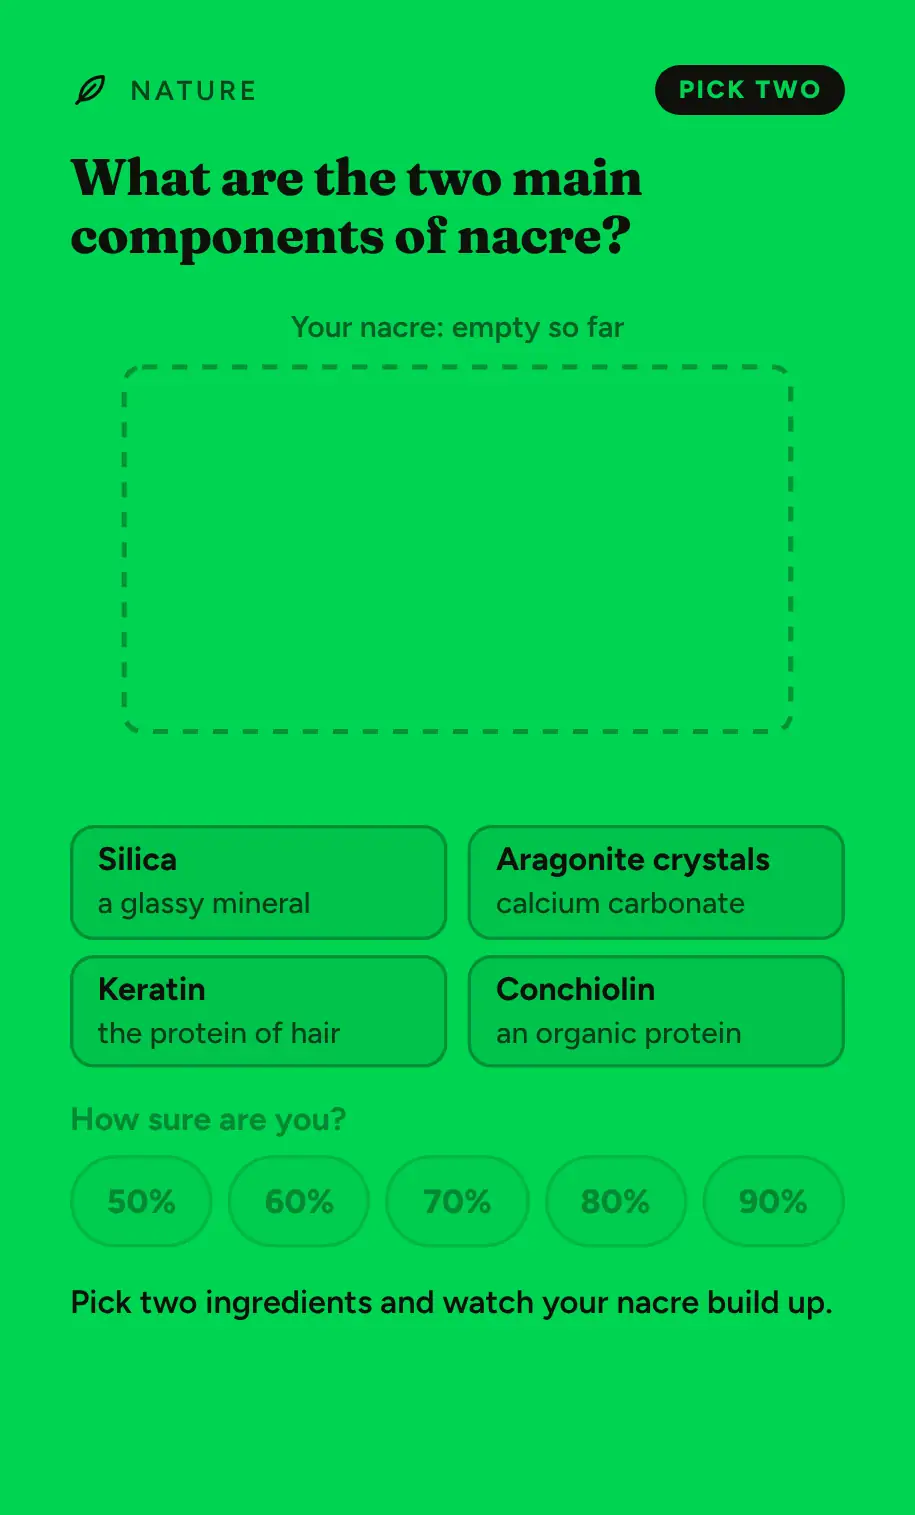 NATURE
PICK TWO
What are the two main
components of nacre?
Your nacre: empty so far
Silica
a glassy mineral
Aragonite crystals
calcium carbonate
Keratin
the protein of hair
Conchiolin
an organic protein
How sure are you?
50%
60%
70%
80%
90%
Pick two ingredients and watch your nacre build up.